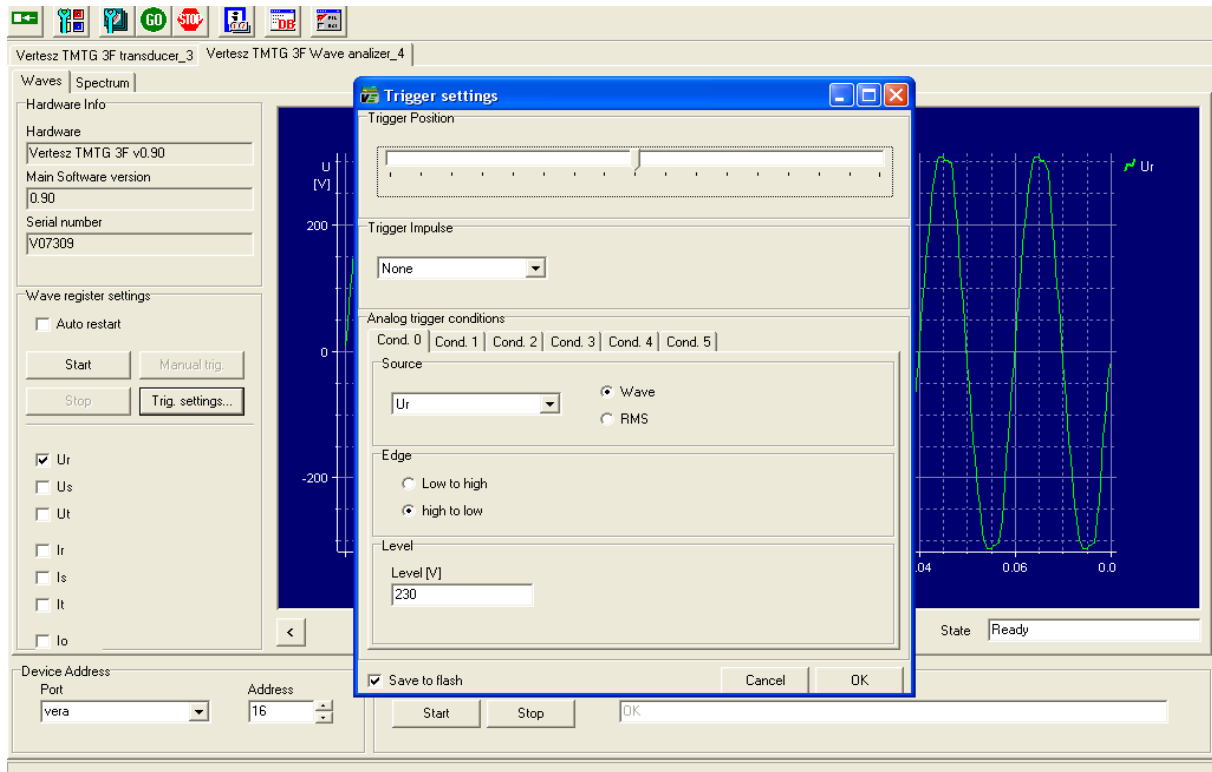 GO STOP DB
Vertesz TMTG 3F transducer_3 Vertesz TMTG 3F Wave analizer_4
Waves Spectrum
Hardware Info
Hardware
Vertesz TMTG 3F v0.90
Main Software version
0.90
Serial number
V07309
Wave register settings
Auto restart
Start Manual trig.
Stop Trig. settings...
Ur
Us
Ut
Ir
Is
It
Io
U
[V]
200
0
-200
Trigger settings
Trigger Position
Trigger Impulse
None
Analog trigger conditions
Cond. 0 Cond. 1 Cond. 2 Cond. 3 Cond. 4 Cond. 5
Source
Ur
Wave
RMS
Edge
Low to high
high to low
Level
Level [V]
230
Save to flash Cancel OK
Ur
.04 0.06 0.0
<
State Ready
Device Address
Port Address
vera 16
Start Stop OK